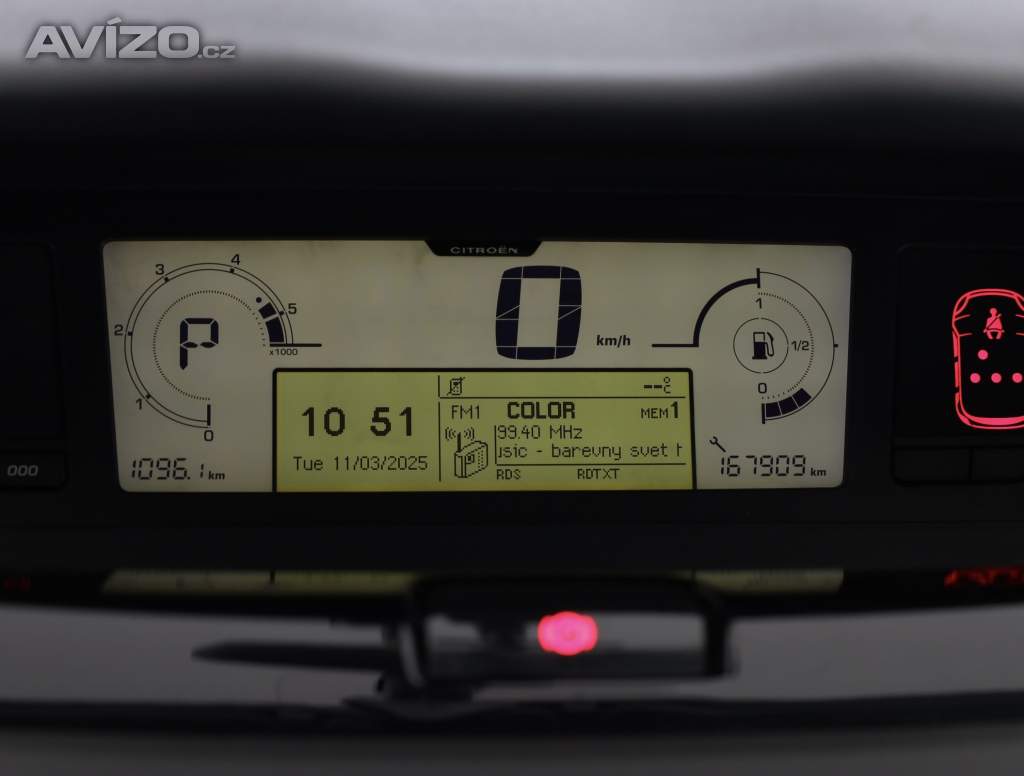 AVÍZO.cz
CITROËN
3 4
2 5
1 0
x1000
P
0
km/h
1
1/2
0
10 51
Tue 11/03/2025
--°C
FM1 COLOR MEM1
99.40 MHz
usic - barevny svet h
RDS RDTXT
1096.1 km
167909 km
000